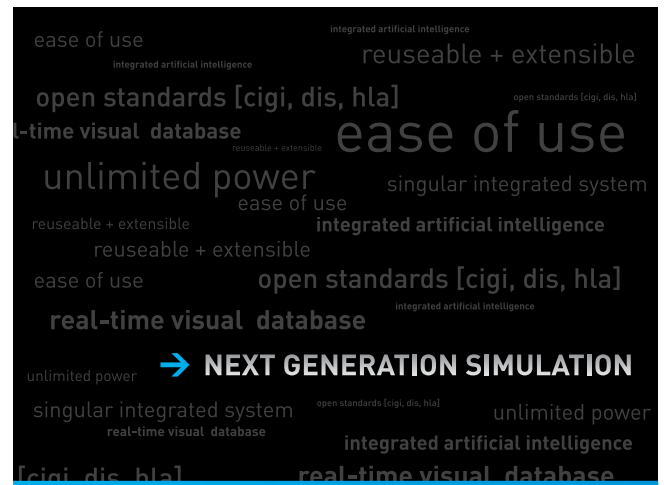 integrated artificial intelligence
ease of use
reuseable + extensible
integrated artificial intelligence
open standards [cigi, dis, hla]
open standards [cigi, dis, hla]
l-time visual database
ease of use
reuseable + extensible
unlimited power
singular integrated system
ease of use
reuseable + extensible
integrated artificial intelligence
reuseable + extensible
ease of use
open standards [cigi, dis, hla]
integrated artificial intelligence
real-time visual database
→ NEXT GENERATION SIMULATION
unlimited power
singular integrated system
open standards [cigi, dis, hla]
unlimited power
real-time visual database
integrated artificial intelligence
[cigi, dis, hla]
real-time visual database